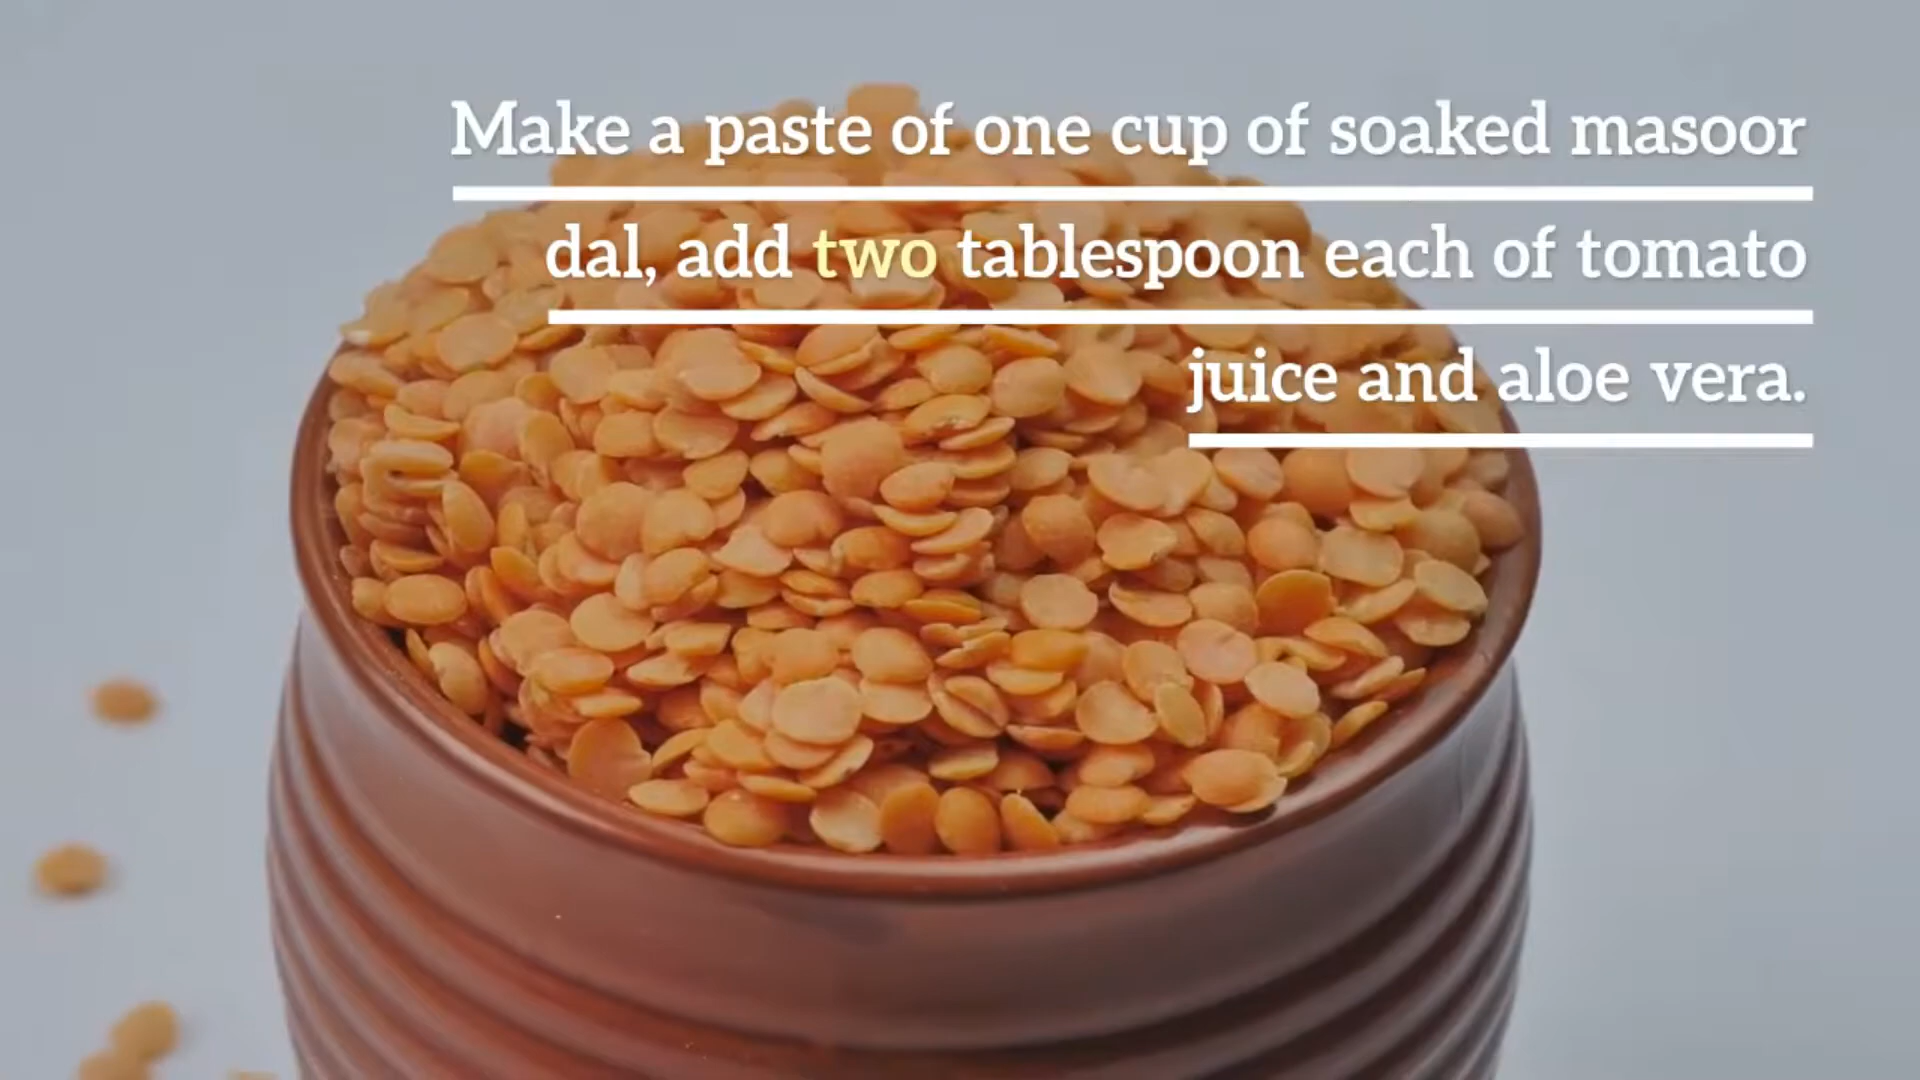 Make a paste of one cup of soaked masoor
dal, add two tablespoon each of tomato
juice and aloe vera.